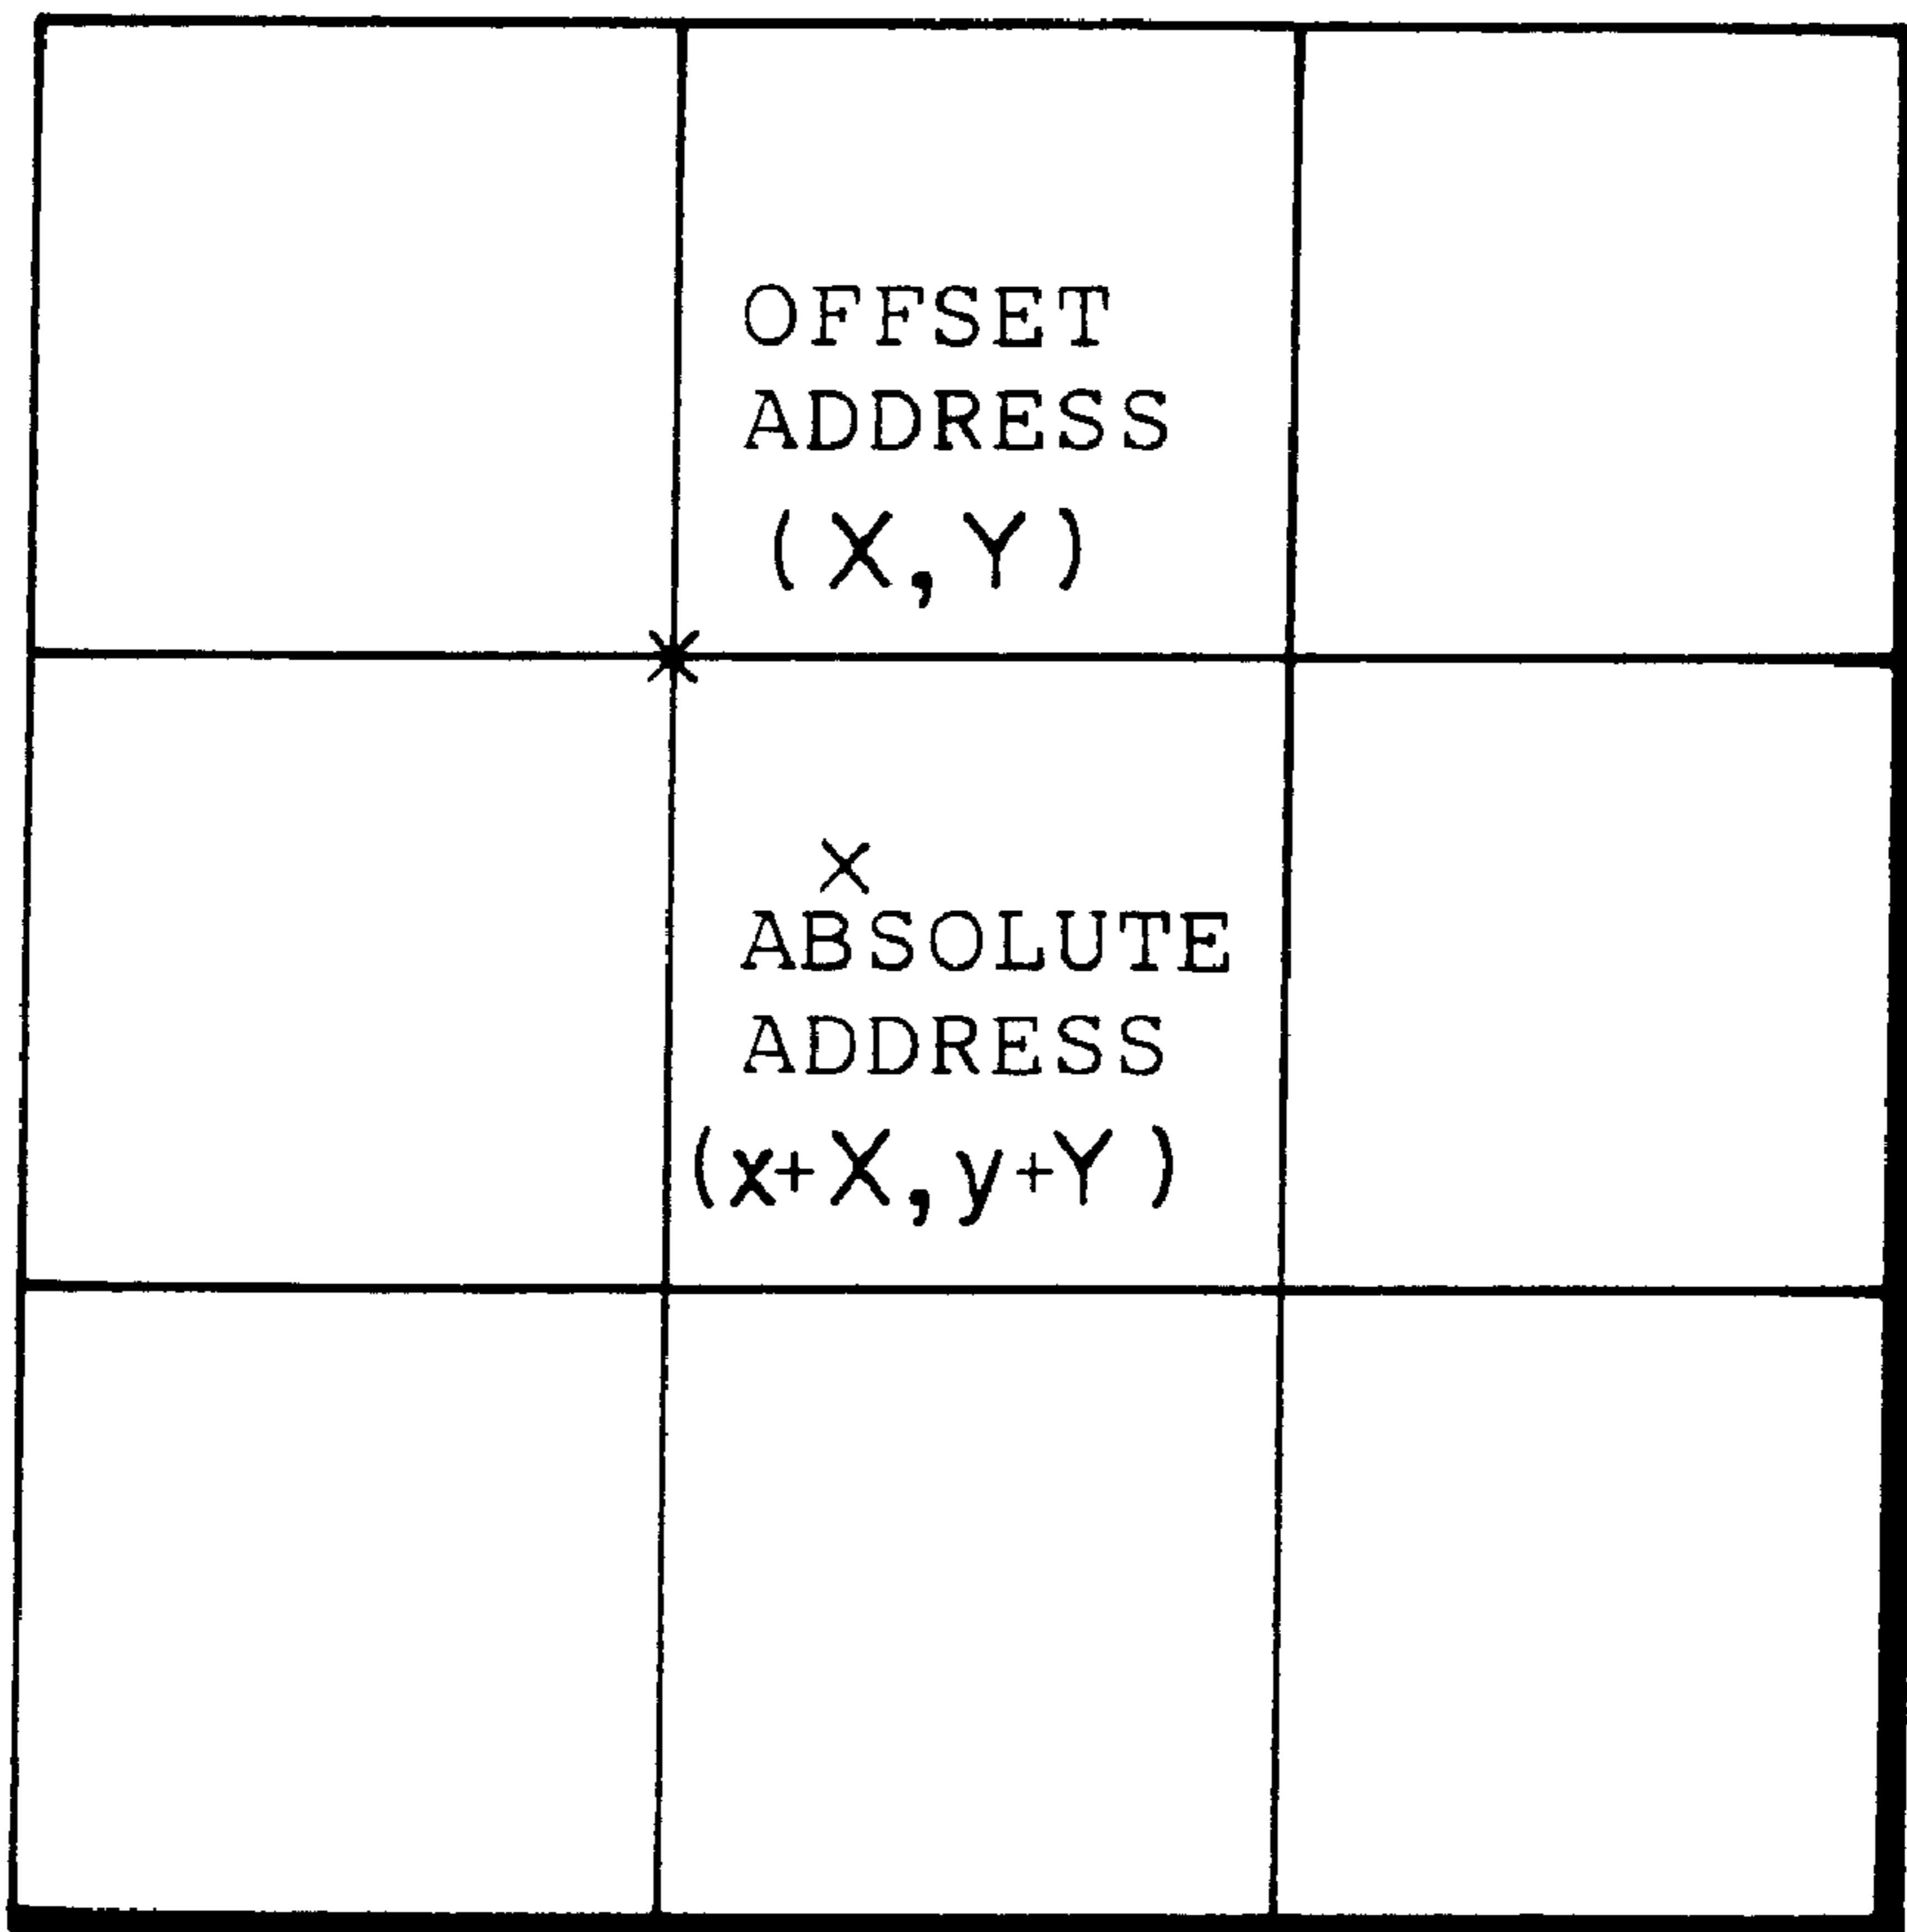 OFFSET
ADDRESS
(X,Y)
×
ABSOLUTE
ADDRESS
(x+X,y+Y)